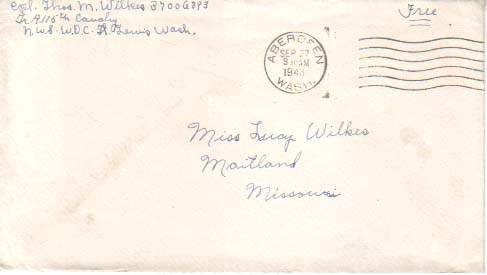 Cpl. Thos. M. Wilkes 37006893
Tr. A 115th Cavalry
N.W.S. W.D.C. Ft. Lewis Wash.
Free
ABERDEEN
SEP 27
9 AM
1943
WASH.
Miss Lucy Wilkes
Maitland
Missouri